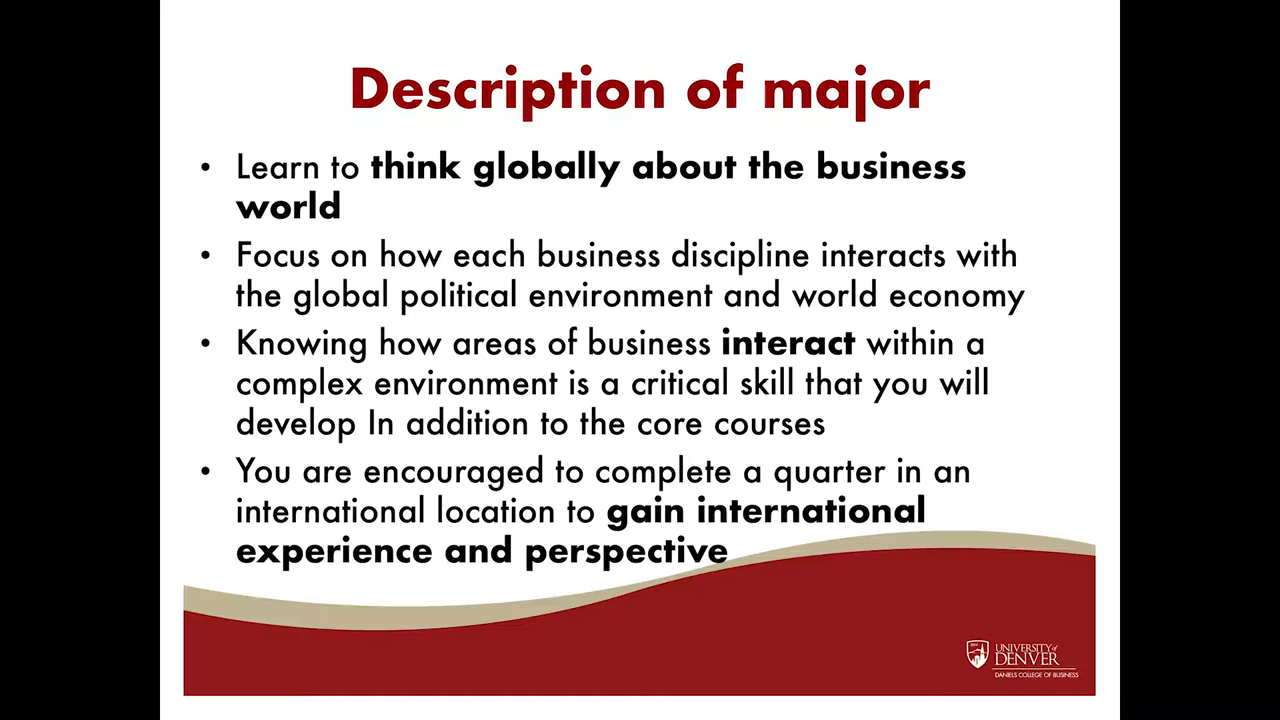 Description of major
• Learn to think globally about the business
world
• Focus on how each business discipline interacts with
the global political environment and world economy
• Knowing how areas of business interact within a
complex environment is a critical skill that you will
develop In addition to the core courses
• You are encouraged to complete a quarter in an
international location to gain international
experience and perspective
UNIVERSITY of
DENVER
DANIELS COLLEGE OF BUSINESS